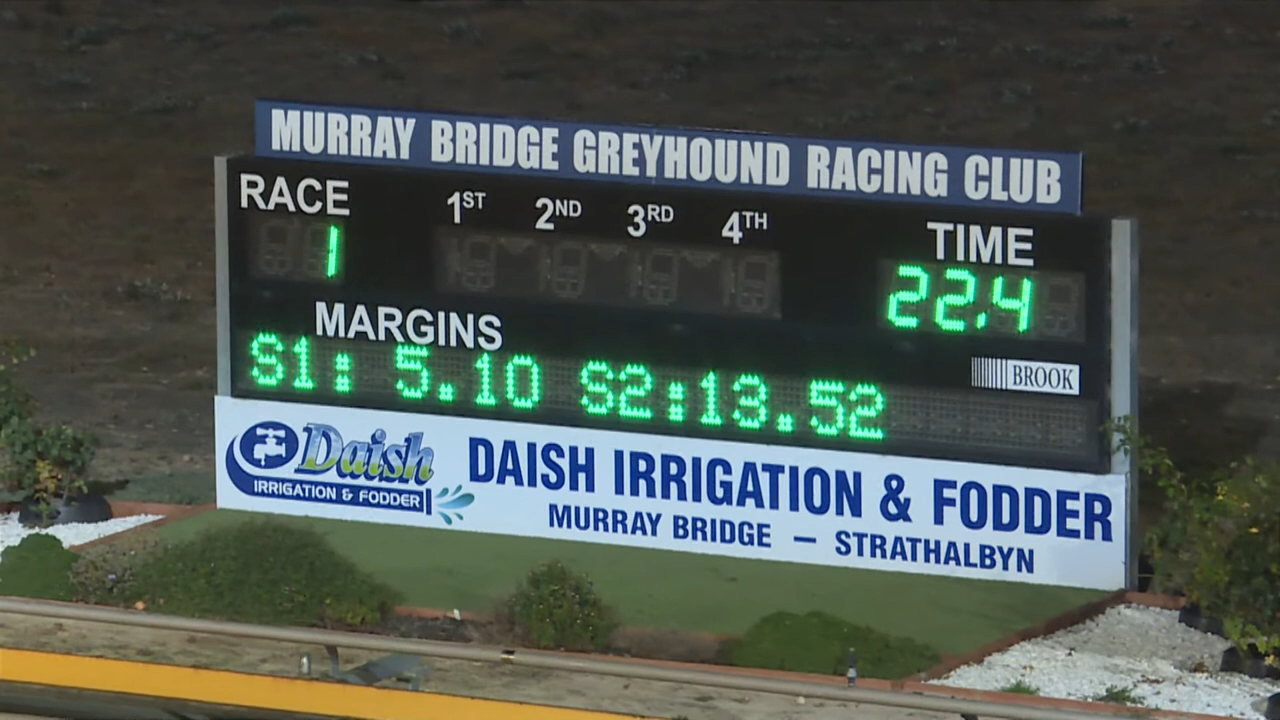 MURRAY BRIDGE GREYHOUND RACING CLUB
RACE 1ST 2ND 3RD 4TH TIME
1 22.4
MARGINS
S1: 5.10 S2:13.52
BROOK
Daish
IRRIGATION & FODDER
DAISH IRRIGATION & FODDER
MURRAY BRIDGE – STRATHALBYN